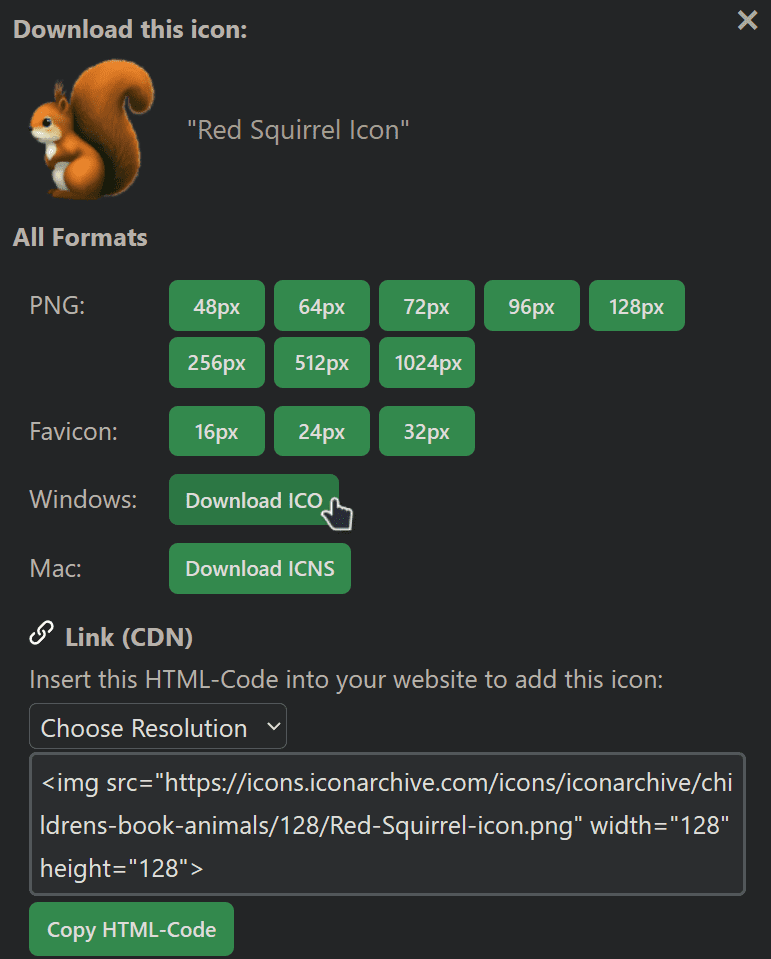 Download this icon:
"Red Squirrel Icon"
All Formats
PNG:
48px 64px 72px 96px 128px
256px 512px 1024px
Favicon:
16px 24px 32px
Windows:
Download ICO
Mac:
Download ICNS
Link (CDN)
Insert this HTML-Code into your website to add this icon:
Choose Resolution
<img src="https://icons.iconarchive.com/icons/iconarchive/chi
ldrens-book-animals/128/Red-Squirrel-icon.png" width="128"
height="128">
Copy HTML-Code